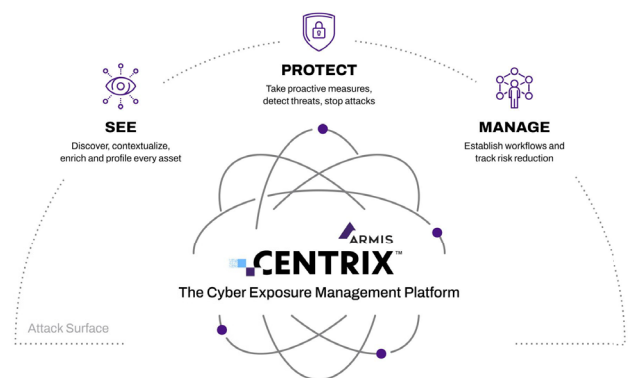 PROTECT
Take proactive measures,
detect threats, stop attacks
SEE
Discover, contextualize,
enrich and profile every asset
MANAGE
Establish workflows and
track risk reduction
ARMIS
CENTRIX™
The Cyber Exposure Management Platform
Attack Surface